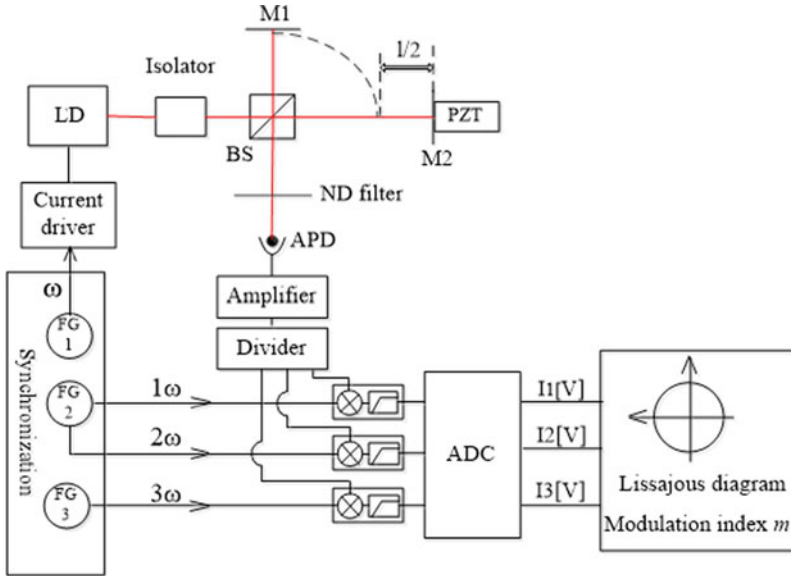 M1
l/2
Isolator
LD
PZT
BS
M2
ND filter
Current
driver
APD
ω
Amplifier
FG
1
Divider
Synchronization
1ω
I1[V]
FG
2
2ω
I2[V]
ADC
3ω
I3[V]
FG
3
Lissajous diagram
Modulation index m